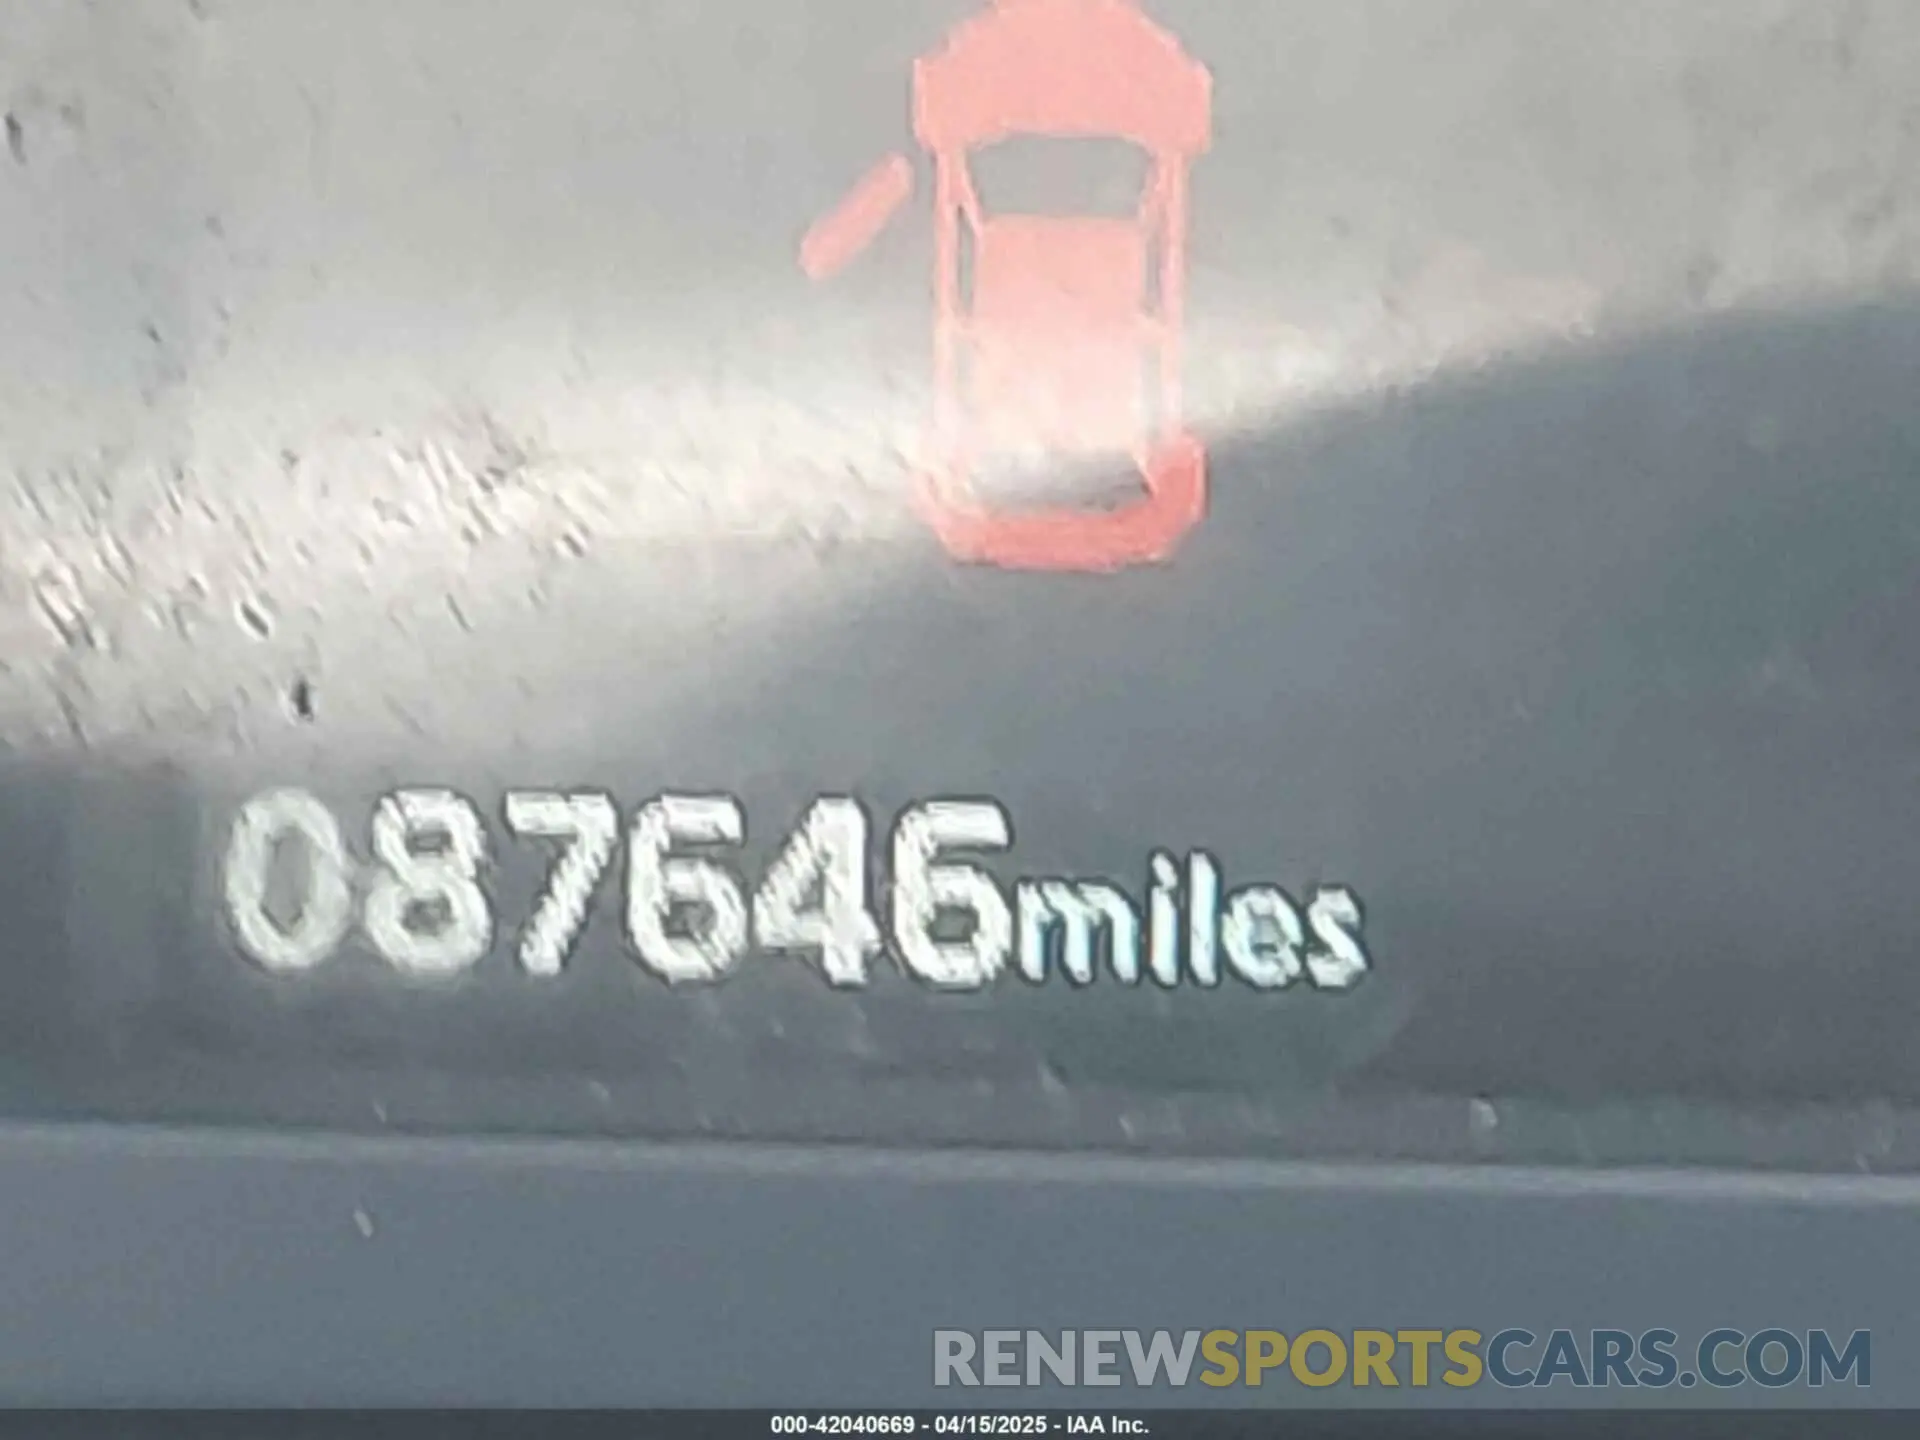 087646miles
RENEWSPORTSCARS.COM
000-42040669 - 04/15/2025 - IAA Inc.